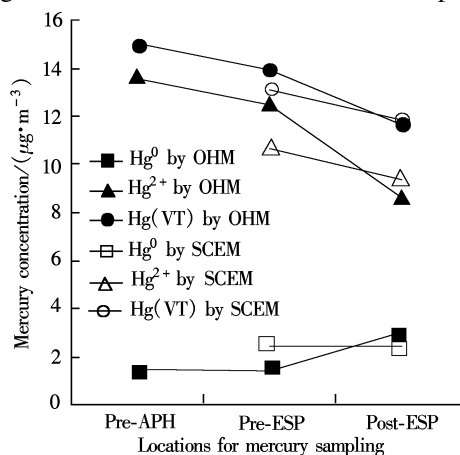 16
14
12
10
8
6
4
2
0
Mercury concentration/(μg•m⁻³)
Hg⁰ by OHM
Hg²⁺ by OHM
Hg(VT) by OHM
Hg⁰ by SCEM
Hg²⁺ by SCEM
Hg(VT) by SCEM
Pre-APH Pre-ESP Post-ESP
Locations for mercury sampling